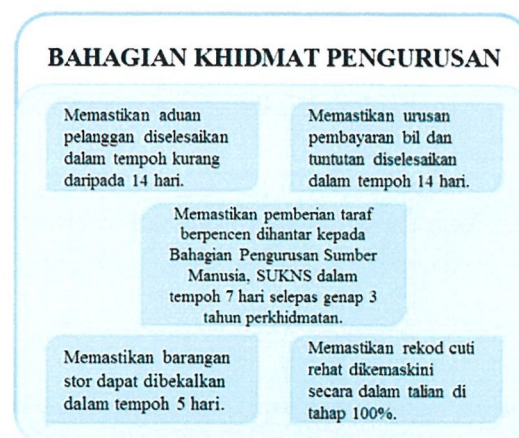 BAHAGIAN KHIDMAT PENGURUSAN
Memastikan aduan
pelanggan diselesaikan
dalam tempoh kurang
daripada 14 hari.
Memastikan urusan
pembayaran bil dan
tuntutan diselesaikan
dalam tempoh 14 hari.
Memastikan pemberian taraf
berpencen dihantar kepada
Bahagian Pengurusan Sumber
Manusia, SUKNS dalam
tempoh 7 hari selepas genap 3
tahun perkhidmatan.
Memastikan barangan
stor dapat dibekalkan
dalam tempoh 5 hari.
Memastikan rekod cuti
rehat dikemaskini
secara dalam talian di
tahap 100%.